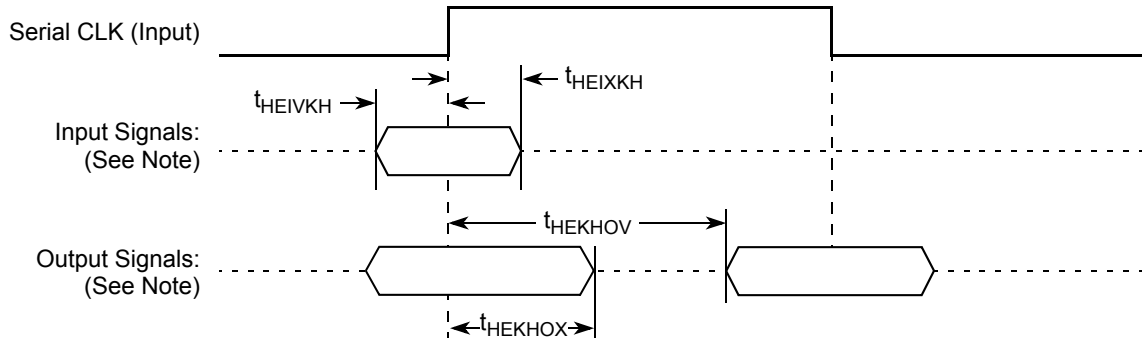 Serial CLK (Input)
tHEIXKH
tHEIVKH
Input Signals:
(See Note)
tHEKHOV
Output Signals:
(See Note)
tHEKHOX